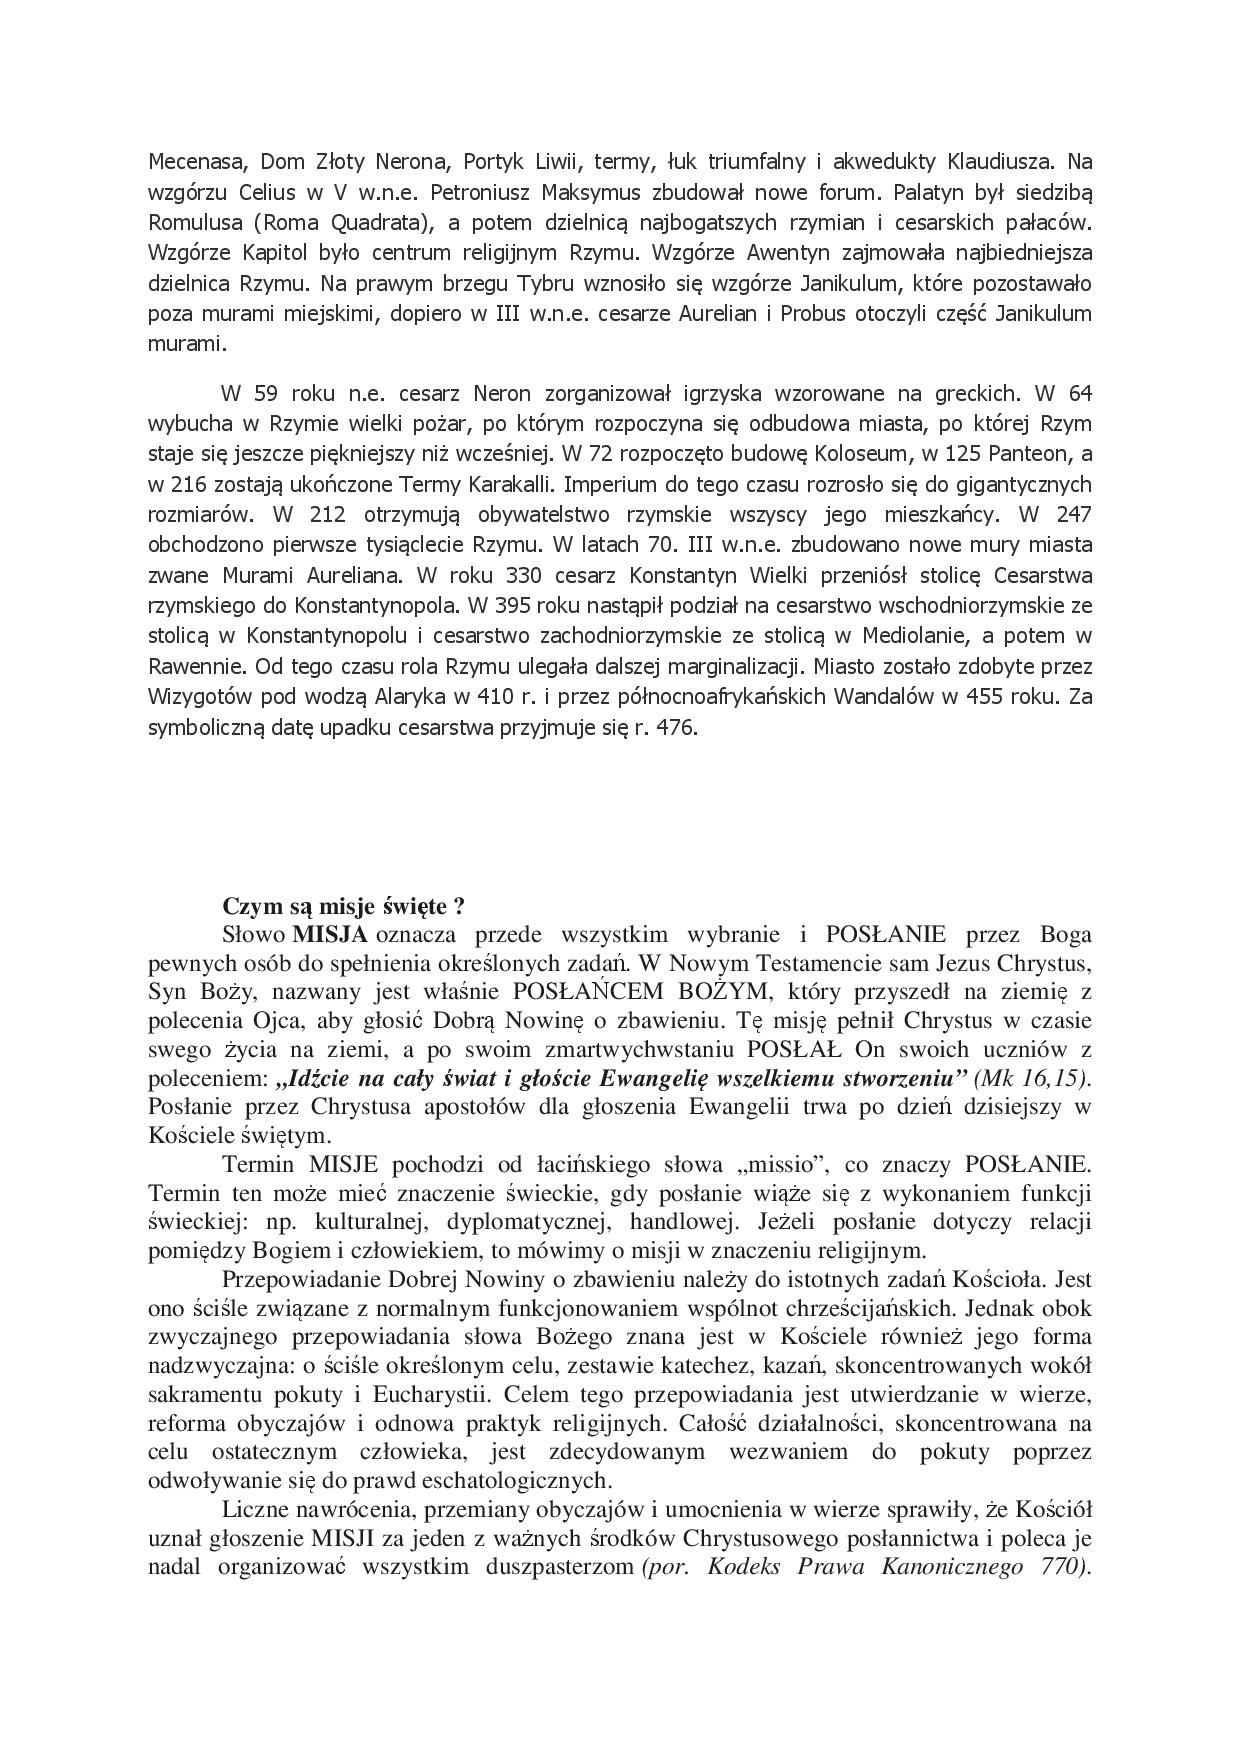 Mecenasa, Dom Złoty Nerona, Portyk Liwii, termy, łuk triumfalny i akwedukty Klaudiusza. Na
wzgórzu Celius w V w.n.e. Petroniusz Maksymus zbudował nowe forum. Palatyn był siedzibą
Romulusa (Roma Quadrata), a potem dzielnicą najbogatszych rzymian i cesarskich pałaców.
Wzgórze Kapitol było centrum religijnym Rzymu. Wzgórze Awentyn zajmowała najbiedniejsza
dzielnica Rzymu. Na prawym brzegu Tybru wznosiło się wzgórze Janikulum, które pozostawało
poza murami miejskimi, dopiero w III w.n.e. cesarze Aurelian i Probus otoczyli część Janikulum
murami.
W 59 roku n.e. cesarz Neron zorganizował igrzyska wzorowane na greckich. W 64
wybucha w Rzymie wielki pożar, po którym rozpoczyna się odbudowa miasta, po której Rzym
staje się jeszcze piękniejszy niż wcześniej. W 72 rozpoczęto budowę Koloseum, w 125 Panteon, a
w 216 zostają ukończone Termy Karakalli. Imperium do tego czasu rozrosło się do gigantycznych
rozmiarów. W 212 otrzymują obywatelstwo rzymskie wszyscy jego mieszkańcy. W 247
obchodzono pierwsze tysiąclecie Rzymu. W latach 70. III w.n.e. zbudowano nowe mury miasta
zwane Murami Aureliana. W roku 330 cesarz Konstantyn Wielki przeniósł stolicę Cesarstwa
rzymskiego do Konstantynopola. W 395 roku nastąpił podział na cesarstwo wschodniorzymskie ze
stolicą w Konstantynopolu i cesarstwo zachodniorzymskie ze stolicą w Mediolanie, a potem w
Rawennie. Od tego czasu rola Rzymu ulegała dalszej marginalizacji. Miasto zostało zdobyte przez
Wizygotów pod wodzą Alaryka w 410 r. i przez północnoafrykańskich Wandalów w 455 roku. Za
symboliczną datę upadku cesarstwa przyjmuje się r. 476.
Czym są misje święte ?
Słowo MISJA oznacza przede wszystkim wybranie i POSŁANIE przez Boga
pewnych osób do spełnienia określonych zadań. W Nowym Testamencie sam Jezus Chrystus,
Syn Boży, nazwany jest właśnie POSŁAŃCEM BOŻYM, który przyszedł na ziemię z
polecenia Ojca, aby głosić Dobrą Nowinę o zbawieniu. Tę misję pełnił Chrystus w czasie
swego życia na ziemi, a po swoim zmartwychwstaniu POSŁAŁ On swoich uczniów z
poleceniem: „Idźcie na cały świat i głoście Ewangelię wszelkiemu stworzeniu” (Mk 16,15).
Posłanie przez Chrystusa apostołów dla głoszenia Ewangelii trwa po dzień dzisiejszy w
Kościele świętym.
Termin MISJE pochodzi od łacińskiego słowa „missio”, co znaczy POSŁANIE.
Termin ten może mieć znaczenie świeckie, gdy posłanie wiąże się z wykonaniem funkcji
świeckiej: np. kulturalnej, dyplomatycznej, handlowej. Jeżeli posłanie dotyczy relacji
pomiędzy Bogiem i człowiekiem, to mówimy o misji w znaczeniu religijnym.
Przepowiadanie Dobrej Nowiny o zbawieniu należy do istotnych zadań Kościoła. Jest
ono ściśle związane z normalnym funkcjonowaniem wspólnot chrześcijańskich. Jednak obok
zwyczajnego przepowiadania słowa Bożego znana jest w Kościele również jego forma
nadzwyczajna: o ściśle określonym celu, zestawie katechez, kazań, skoncentrowanych wokół
sakramentu pokuty i Eucharystii. Celem tego przepowiadania jest utwierdzanie w wierze,
reforma obyczajów i odnowa praktyk religijnych. Całość działalności, skoncentrowana na
celu ostatecznym człowieka, jest zdecydowanym wezwaniem do pokuty poprzez
odwoływanie się do prawd eschatologicznych.
Liczne nawrócenia, przemiany obyczajów i umocnienia w wierze sprawiły, że Kościół
uznał głoszenie MISJI za jeden z ważnych środków Chrystusowego posłannictwa i poleca je
nadal organizować wszystkim duszpasterzom (por. Kodeks Prawa Kanonicznego 770).